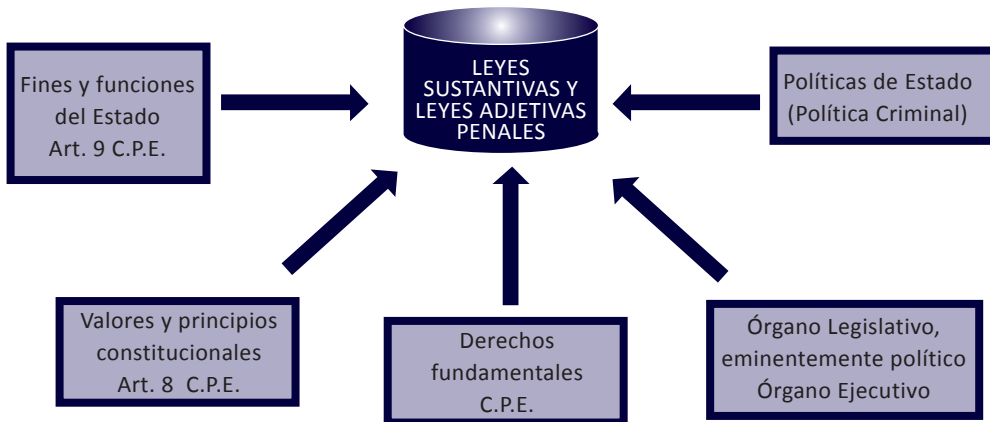 LEYES
SUSTANTIVAS Y
LEYES ADJETIVAS
PENALES
Fines y funciones
del Estado
Art. 9 C.P.E.
Políticas de Estado
(Política Criminal)
Valores y principios
constitucionales
Art. 8 C.P.E.
Derechos
fundamentales
C.P.E.
Órgano Legislativo,
eminentemente político
Órgano Ejecutivo